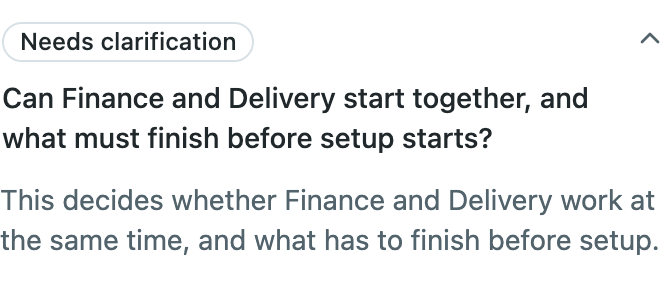 Needs clarification
Can Finance and Delivery start together, and
what must finish before setup starts?
This decides whether Finance and Delivery work at
the same time, and what has to finish before setup.